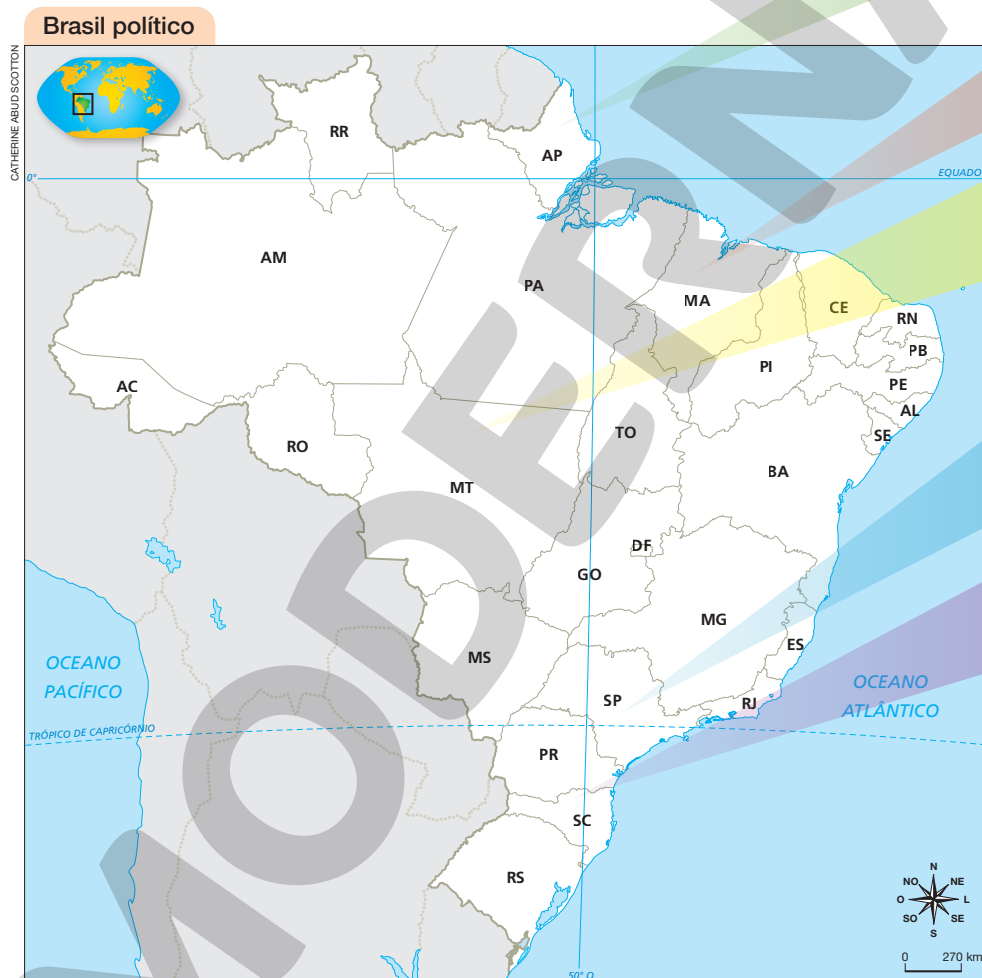 Brasil político
CATHERINE ABUD SCOTTON
RR
AP
0°
EQUADO
AM
PA
MA
CE
RN
PB
PI
PE
AC
AL
TO
SE
RO
BA
MT
DF
GO
MG
ES
MS
OCEANO
PACÍFICO
SP
RJ
OCEANO
ATLÂNTICO
TRÓPICO DE CAPRICÓRNIO
PR
SC
RS
N
NO NE
O L
SO SE
S
0 270 km
50° O
MODERN